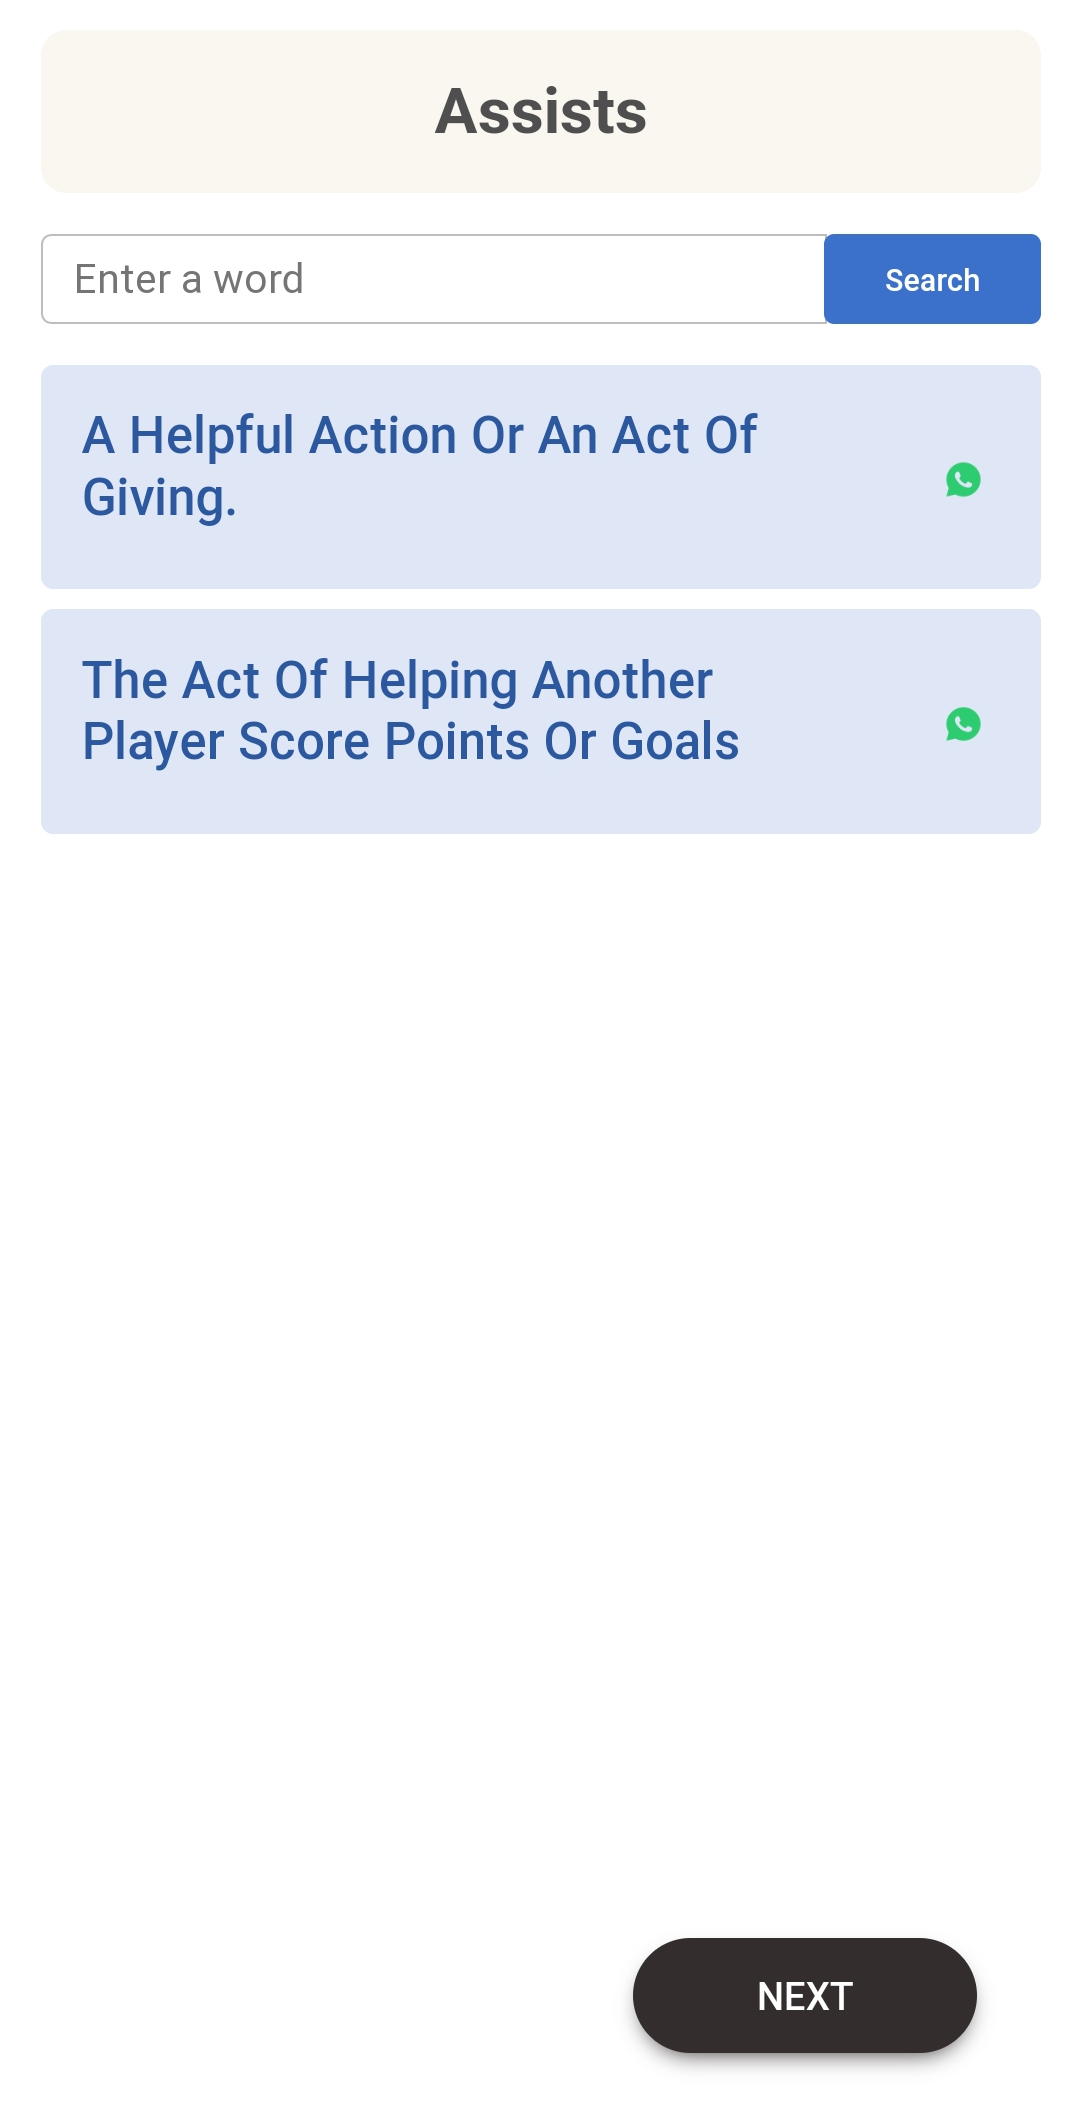 Assists
Enter a word
Search
A Helpful Action Or An Act Of
Giving.
The Act Of Helping Another
Player Score Points Or Goals
NEXT